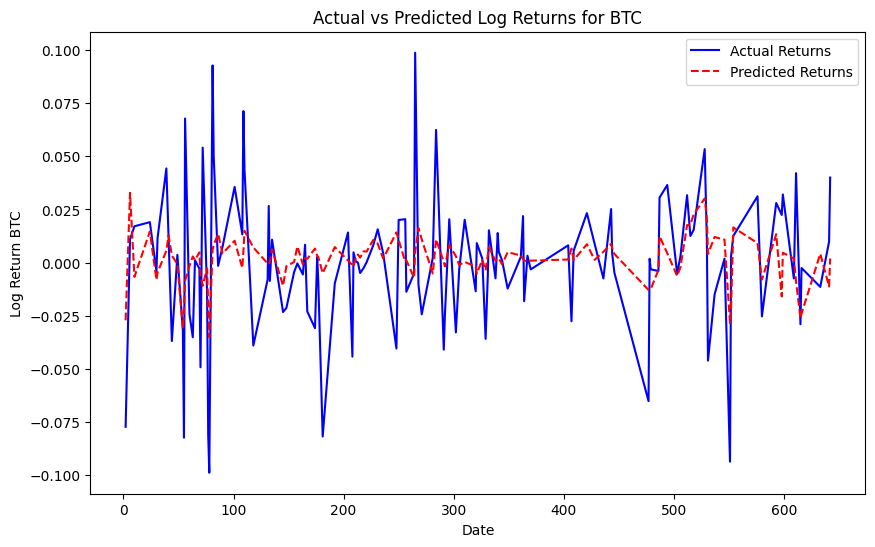 Actual vs Predicted Log Returns for BTC
Actual Returns
Predicted Returns
Log Return BTC
0.100
0.075
0.050
0.025
0.000
−0.025
−0.050
−0.075
−0.100
0 100 200 300 400 500 600
Date